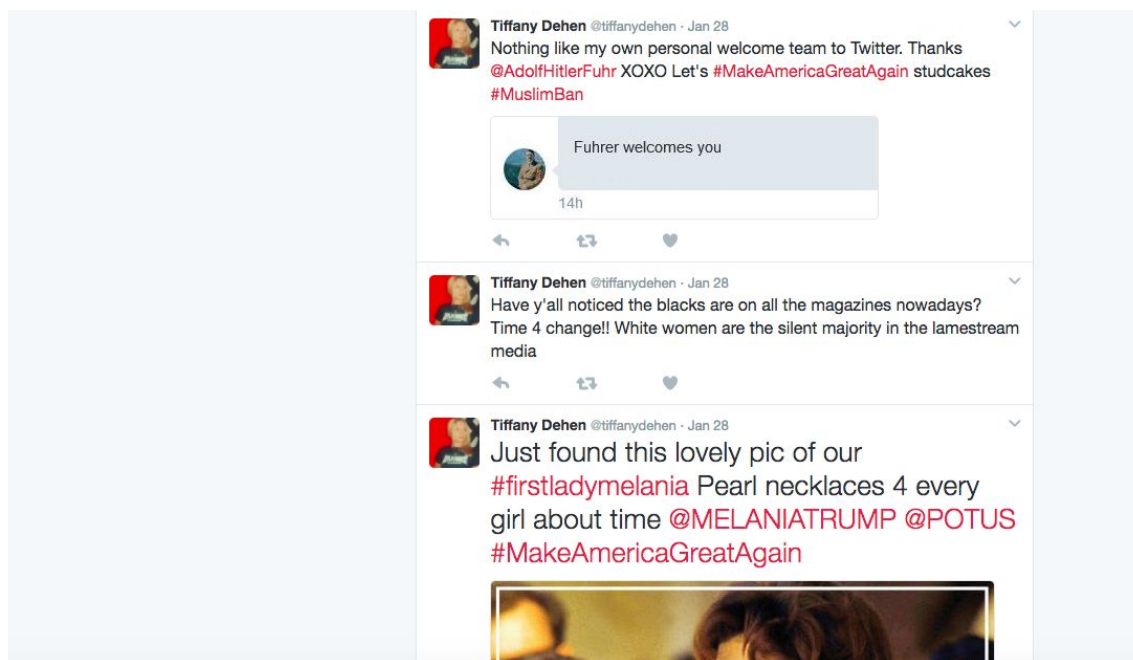 Tiffany Dehen @tiffanydehen · Jan 28
Nothing like my own personal welcome team to Twitter. Thanks
@AdolfHitlerFuhr XOXO Let's #MakeAmericaGreatAgain studcakes
#MuslimBan
Fuhrer welcomes you
14h
Tiffany Dehen @tiffanydehen · Jan 28
Have y'all noticed the blacks are on all the magazines nowadays?
Time 4 change!! White women are the silent majority in the lamestream
media
Tiffany Dehen @tiffanydehen · Jan 28
Just found this lovely pic of our
#firstladymelania Pearl necklaces 4 every
girl about time @MELANIATRUMP @POTUS
#MakeAmericaGreatAgain